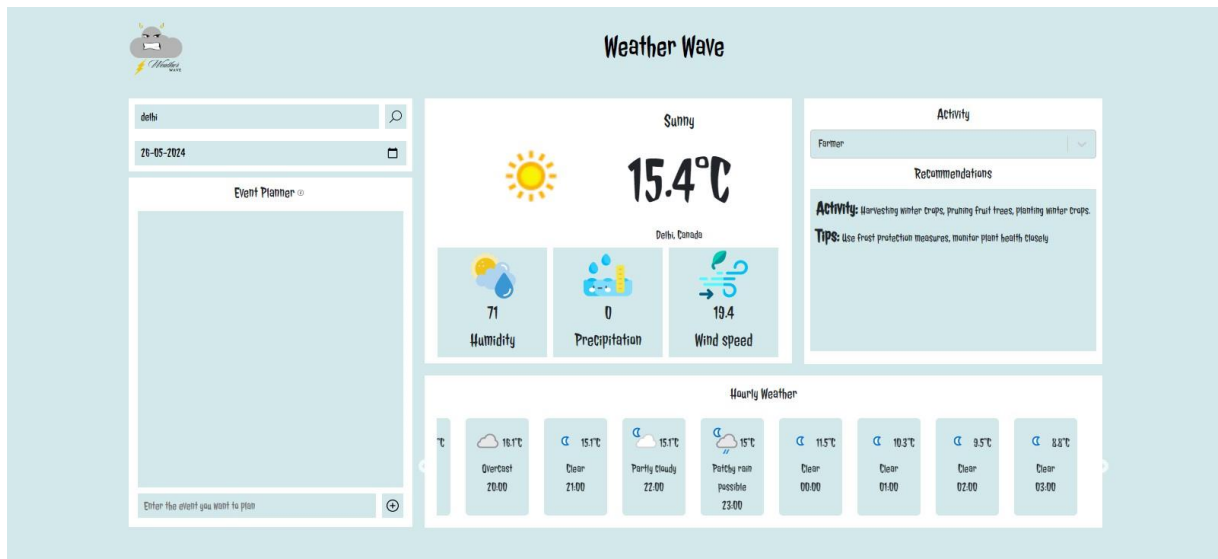 Weather Wave
Weather
WAVE
delhi
26-05-2024
Event Planner
Enter the event you want to plan
Sunny
15.4°C
Delhi, Canada
71
Humidity
0
Precipitation
19.4
Wind speed
Activity
Farmer
Recommendations
Activity: Harvesting winter crops, pruning fruit trees, planting winter crops.
Tips: Use frost protection measures, monitor plant health closely
Hourly Weather
°C
16.1°C
Overcast
20:00
15.1°C
Clear
21:00
15.1°C
Partly cloudy
22:00
15°C
Patchy rain
possible
23:00
11.5°C
Clear
00:00
10.3°C
Clear
01:00
9.5°C
Clear
02:00
8.8°C
Clear
03:00